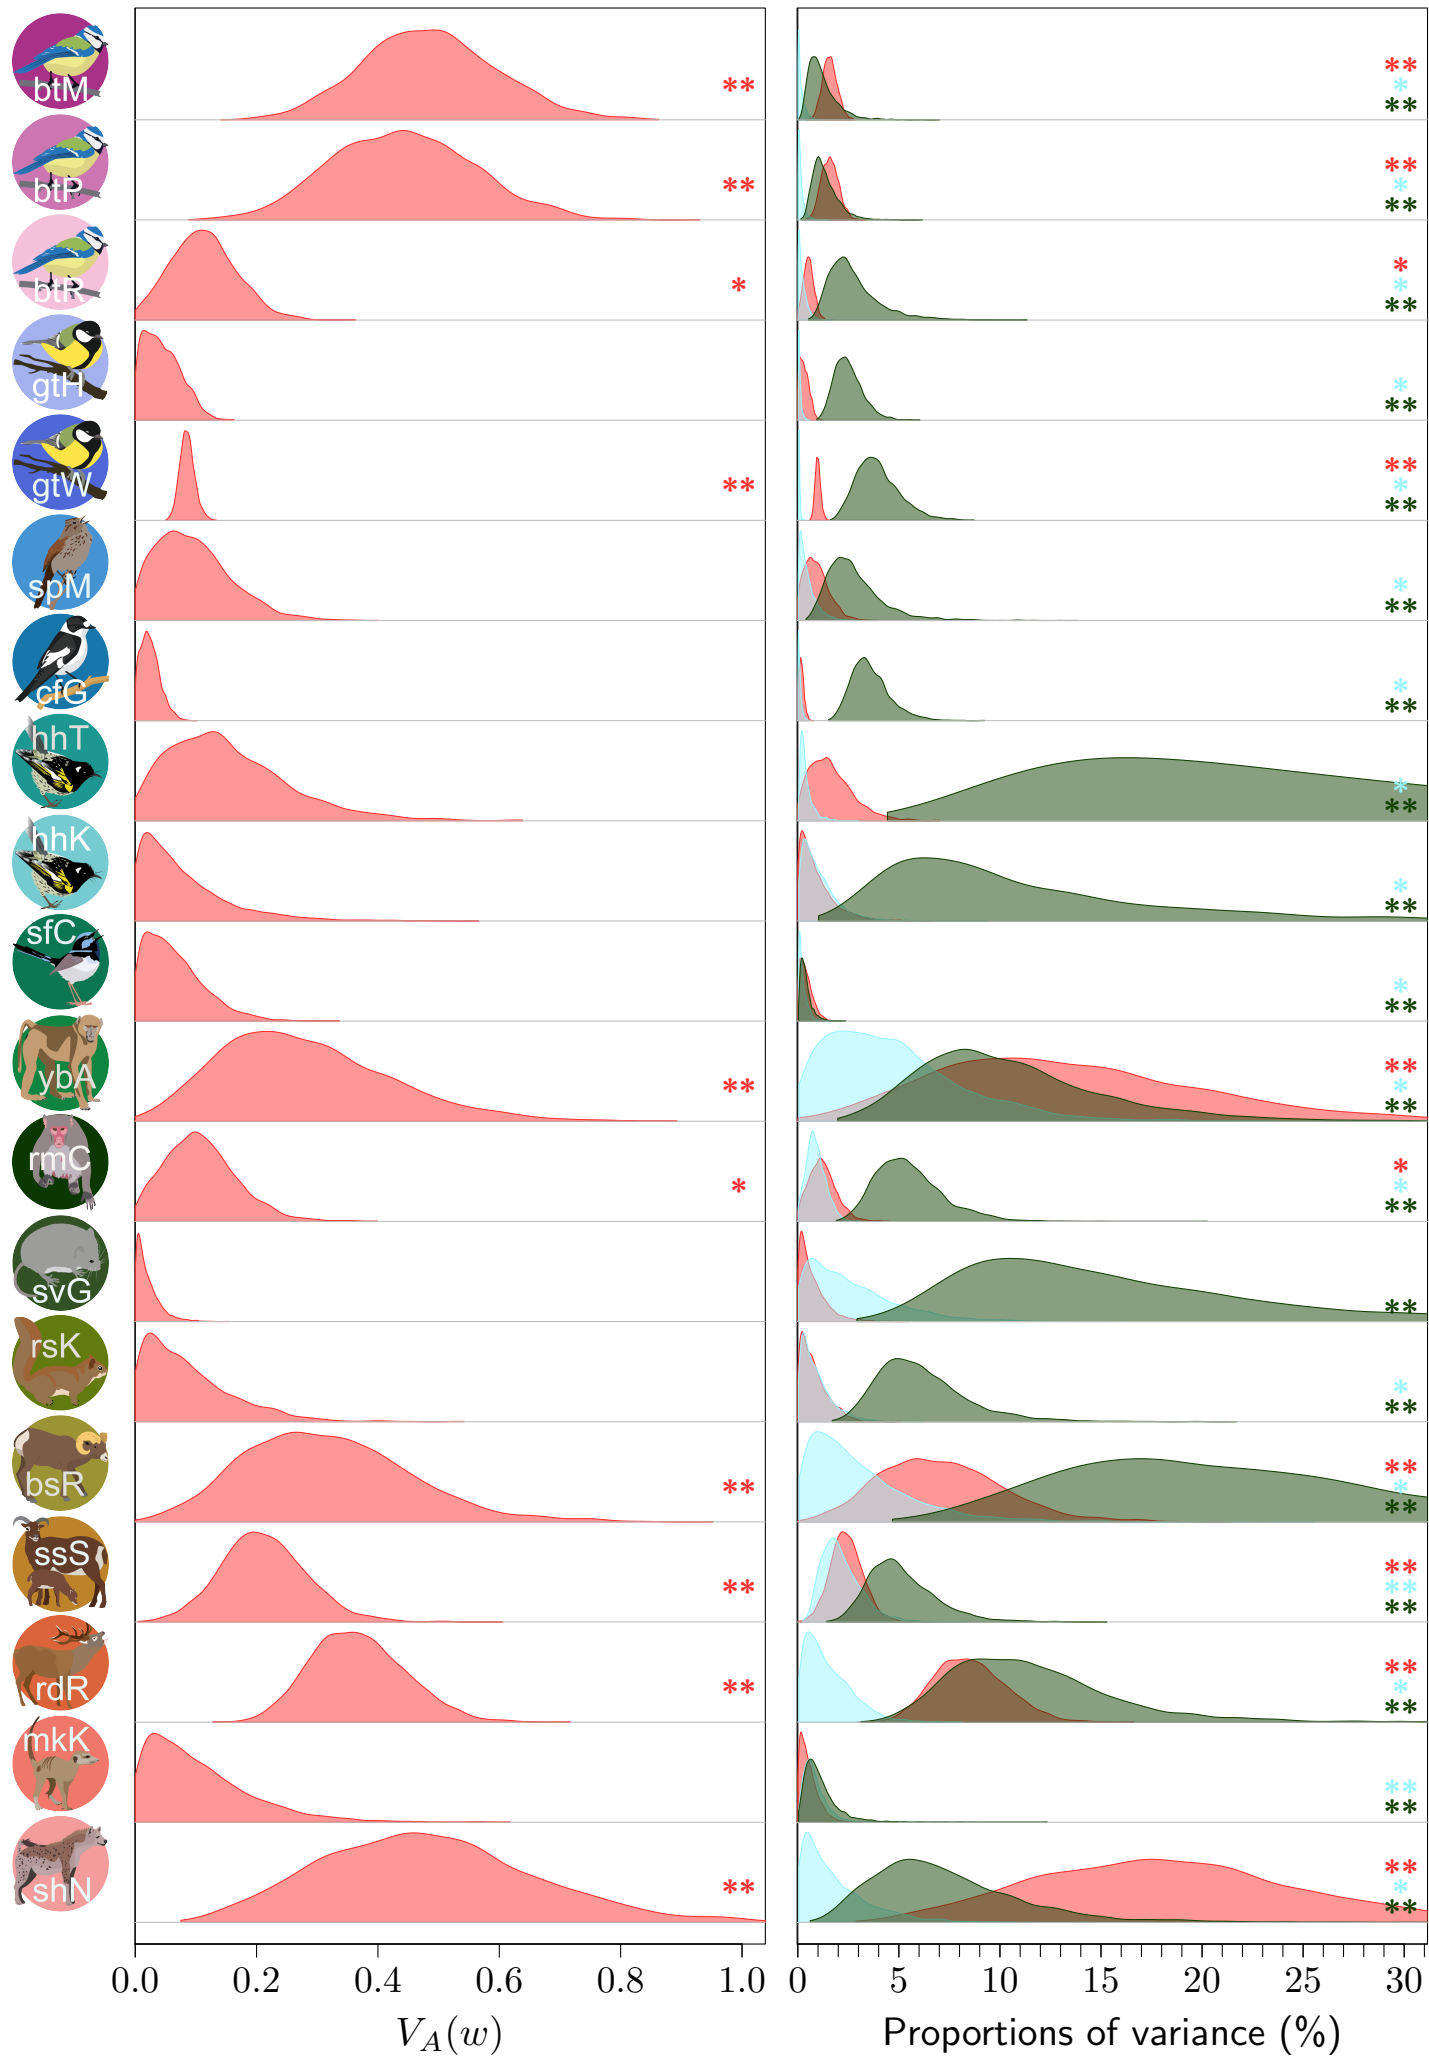 btM
**
**
*
**
btP
**
**
*
**
btR
*
*
*
**
gtH
*
**
gtW
**
**
*
**
spM
*
**
cfG
*
**
hhT
*
**
hhK
*
**
sfC
*
**
ybA
**
**
*
**
rmC
*
*
*
**
svG
**
rsK
*
**
bsR
**
**
*
**
ssS
**
**
**
**
rdR
**
**
*
**
mkK
**
**
shN
**
**
*
**
0.0 0.2 0.4 0.6 0.8 1.0
0 5 10 15 20 25 30
V_A(w)
Proportions of variance (%)